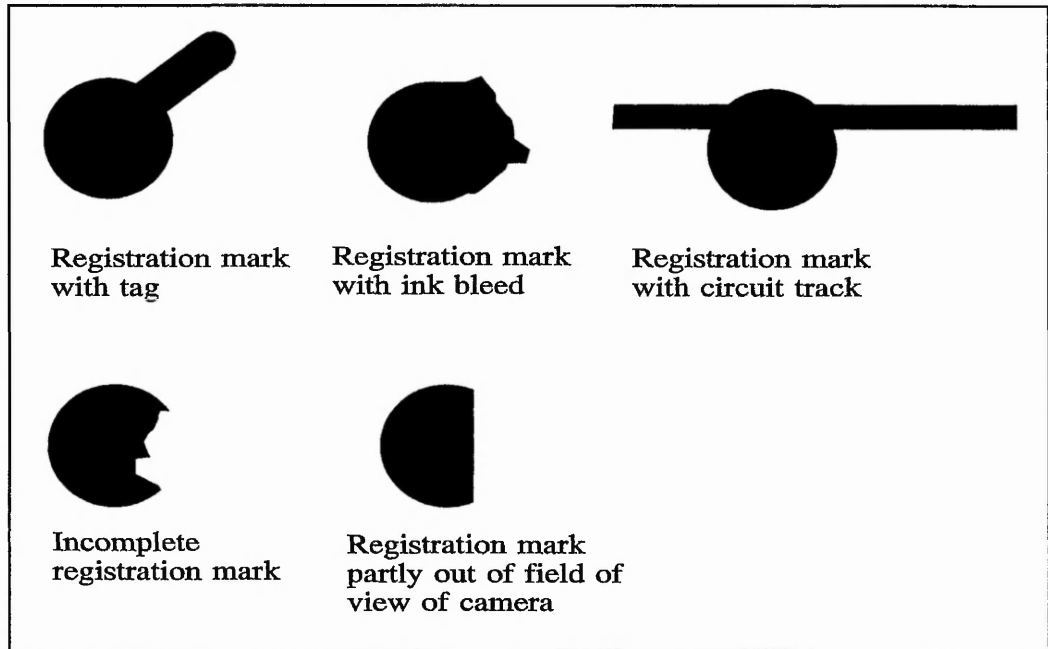 Registration mark
with tag
Registration mark
with ink bleed
Registration mark
with circuit track
Incomplete
registration mark
Registration mark
partly out of field of
view of camera